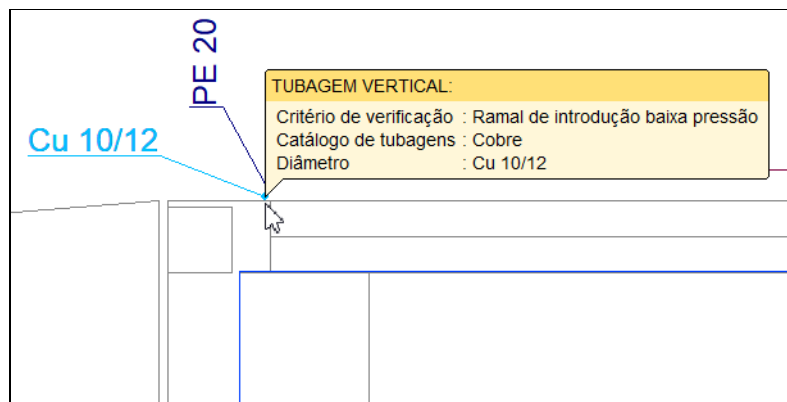 PE 20
Cu 10/12
TUBAGEM VERTICAL:
Critério de verificação : Ramal de introdução baixa pressão
Catálogo de tubagens : Cobre
Diâmetro : Cu 10/12